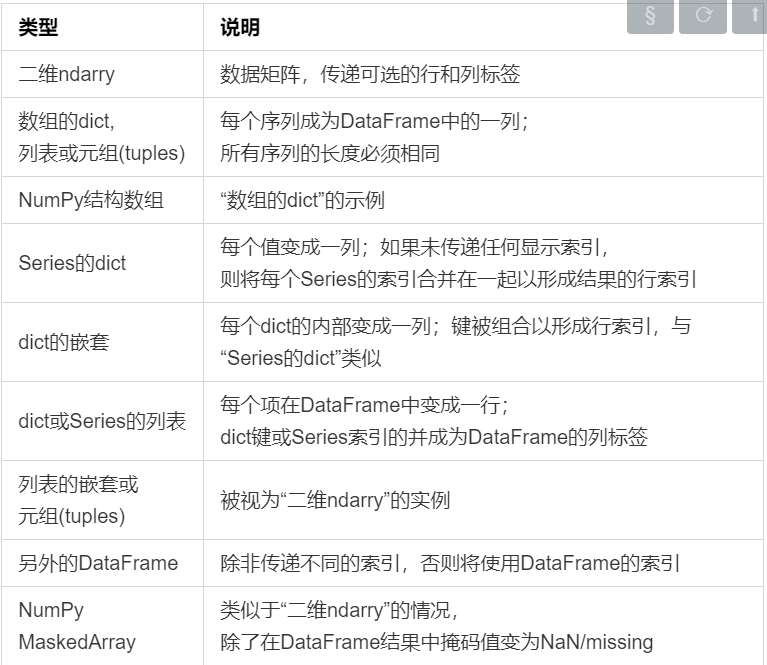 类型 说明
二维ndarry 数据矩阵，传递可选的行和列标签
数组的dict, 每个序列成为DataFrame中的一列；
列表或元组(tuples) 所有序列的长度必须相同
NumPy结构数组 “数组的dict”的示例
Series的dict
每个值变成一列；如果未传递任何显示索引，
则将每个Series的索引合并在一起以形成结果的行索引
dict的嵌套
每个dict的内部变成一列；键被组合以形成行索引，与
“Series的dict”类似
dict或Series的列表
每个项在DataFrame中变成一行；
dict键或Series索引的并成为DataFrame的列标签
列表的嵌套或
元组(tuples)
被视为“二维ndarry”的实例
另外的DataFrame 除非传递不同的索引，否则将使用DataFrame的索引
NumPy 类似于“二维ndarry”的情况，
MaskedArray 除了在DataFrame结果中掩码值变为NaN/missing